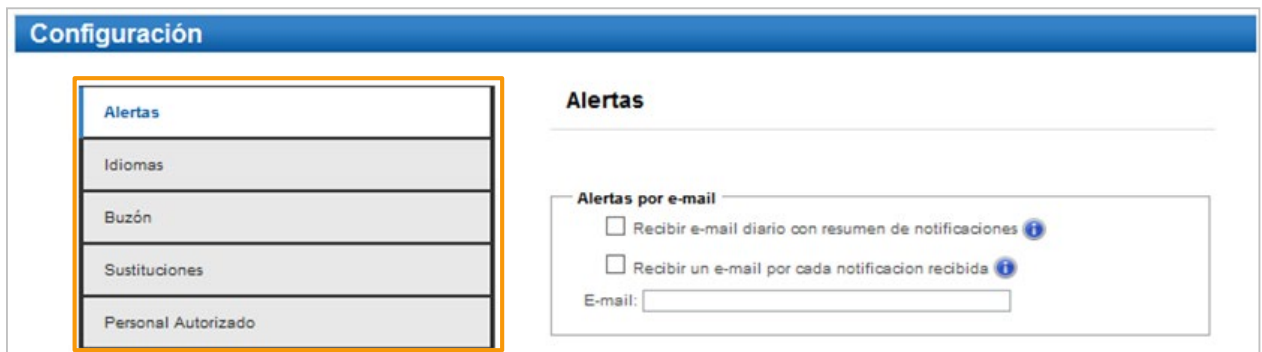 Configuración
Alertas
Idiomas
Buzón
Sustituciones
Personal Autorizado
Alertas
Alertas por e-mail
Recibir e-mail diario con resumen de notificaciones
Recibir un e-mail por cada notificacion recibida
E-mail: